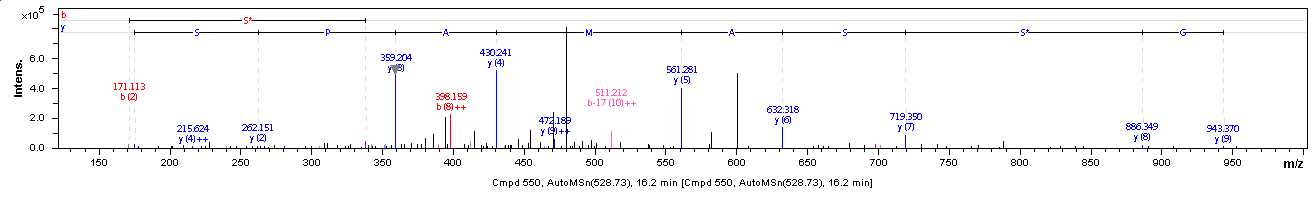 ×10⁵
b
y
S*
S P A M A S S* G
Intens.
6.0
4.0
2.0
0.0
171.113
b (2)
215.624
y (4)++
262.151
y (2)
359.204
y (3)
398.159
b (8)++
430.241
y (4)
472.189
y (9)++
511.212
b-17 (10)++
561.281
y (5)
632.318
y (6)
719.350
y (7)
886.349
y (8)
943.370
y (9)
150 200 250 300 350 400 450 500 550 600 650 700 750 800 850 900 950 m/z
Cmpd 550, AutoMSn(528.73), 16.2 min [Cmpd 550, AutoMSn(528.73), 16.2 min]